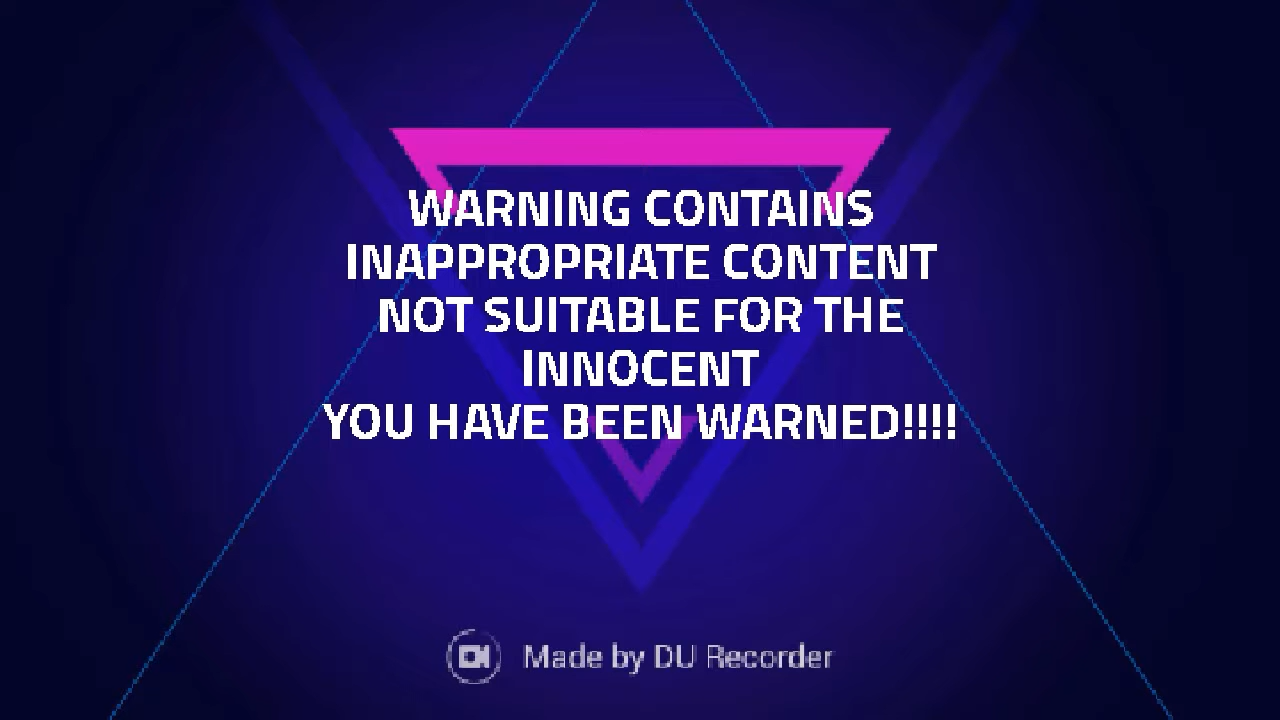 WARNING CONTAINS
INAPPROPRIATE CONTENT
NOT SUITABLE FOR THE
INNOCENT
YOU HAVE BEEN WARNED!!!!
Made by DU Recorder